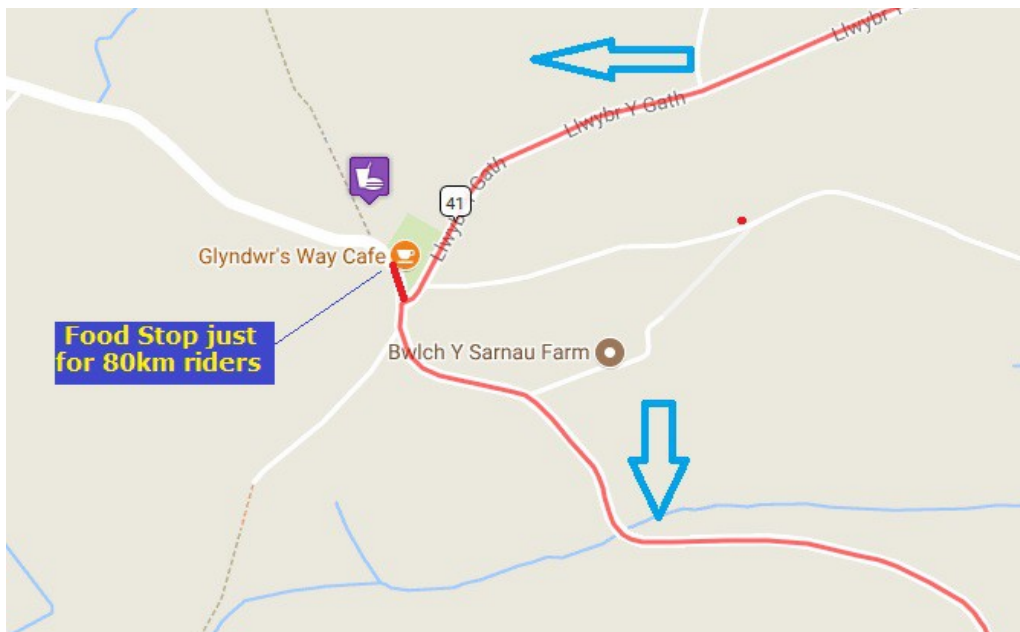 Llwybr Y G
Llwybr Y Gath
Llwybr Y Gath
41
Glyndwr's Way Cafe
Food Stop just
for 80km riders
Bwlch Y Sarnau Farm